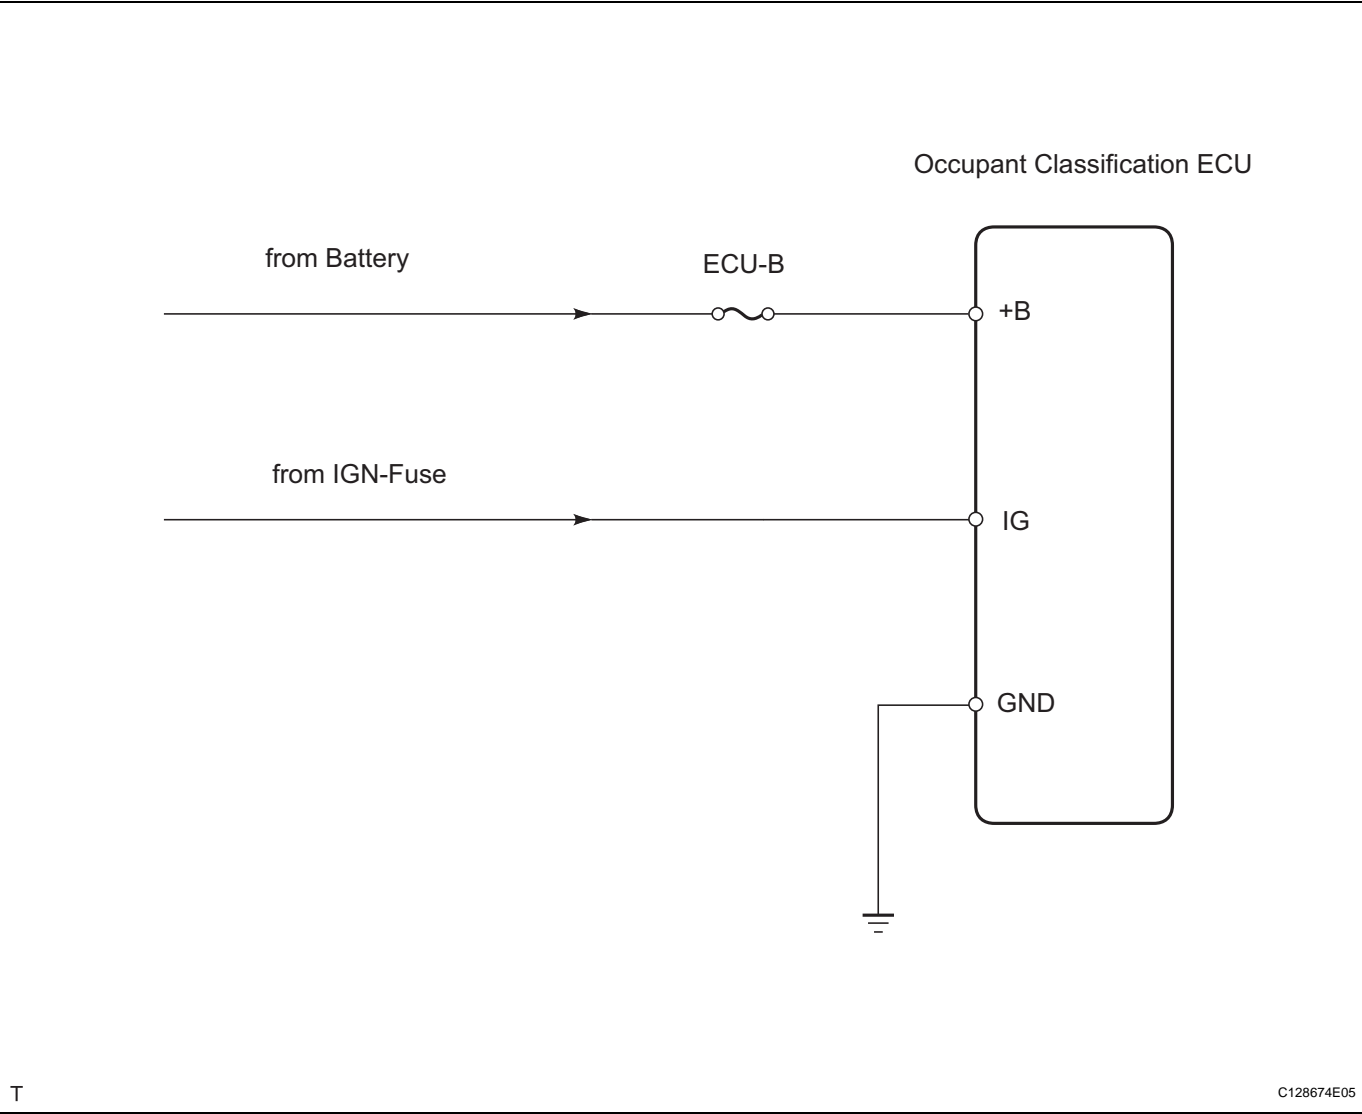 Occupant Classification ECU
from Battery
ECU-B
+B
from IGN-Fuse
IG
GND
T
C128674E05